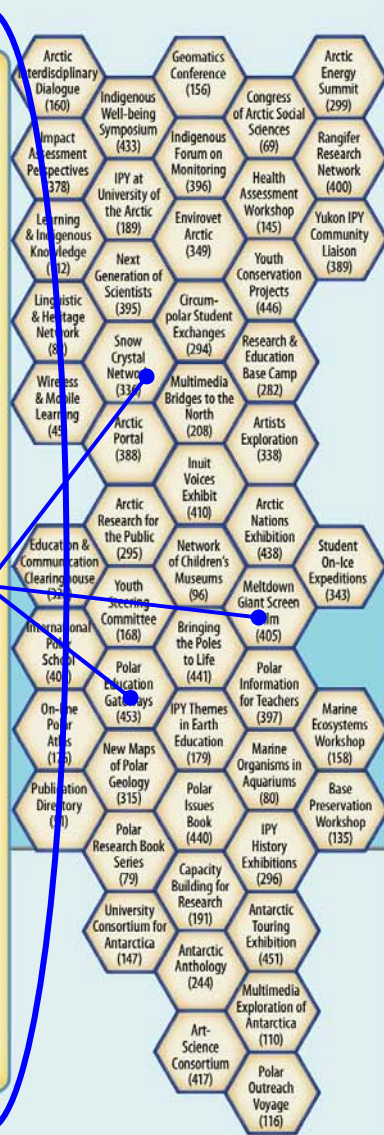 Arctic
Interdisciplinary
Dialogue
(160)
Impact
Assessment
Perspectives
(378)
Learning
& Indigenous
Knowledge
Linguistic
& Heritage
Network
Wireless
& Mobile
Learning
Education &
Communication
Clearinghouse
International
Polar
School
On-line
Polar
Atlas
Publication
Directory
Indigenous
Well-being
Symposium
(433)
IPY at
University of
the Arctic
(189)
Next
Generation of
Scientists
(395)
Snow
Crystal
Network
(336)
Arctic
Portal
(388)
Arctic
Research for
the Public
(295)
Youth
Steering
Committee
(168)
Polar
Education
Gateways
(453)
New Maps
of Polar
Geology
(315)
Polar
Research Book
Series
(79)
University
Consortium for
Antarctica
(147)
Geomatics
Conference
(156)
Indigenous
Forum on
Monitoring
(396)
Envirovet
Arctic
(349)
Circum-
polar Student
Exchanges
(294)
Multimedia
Bridges to the
North
(208)
Inuit
Voices
Exhibit
(410)
Network
of Children's
Museums
(96)
Bringing
the Poles
to Life
(441)
IPY Themes
in Earth
Education
(179)
Polar
Issues
Book
(440)
Capacity
Building for
Research
(191)
Antarctic
Anthology
(244)
Art-
Science
Consortium
(417)
Congress
of Arctic Social
Sciences
(69)
Health
Assessment
Workshop
(145)
Youth
Conservation
Projects
(446)
Research &
Education
Base Camp
(282)
Artists
Exploration
(338)
Arctic
Nations
Exhibition
(438)
Meltdown
Giant Screen
Film
(405)
Polar
Information
for Teachers
(397)
Marine
Organisms in
Aquariums
(80)
IPY
History
Exhibitions
(296)
Antarctic
Touring
Exhibition
(451)
Multimedia
Exploration of
Antarctica
(110)
Polar
Outreach
Voyage
(116)
Arctic
Energy
Summit
(299)
Rangifer
Research
Network
(400)
Yukon IPY
Community
Liaison
(389)
Student
On-Ice
Expeditions
(343)
Marine
Ecosystems
Workshop
(158)
Base
Preservation
Workshop
(135)